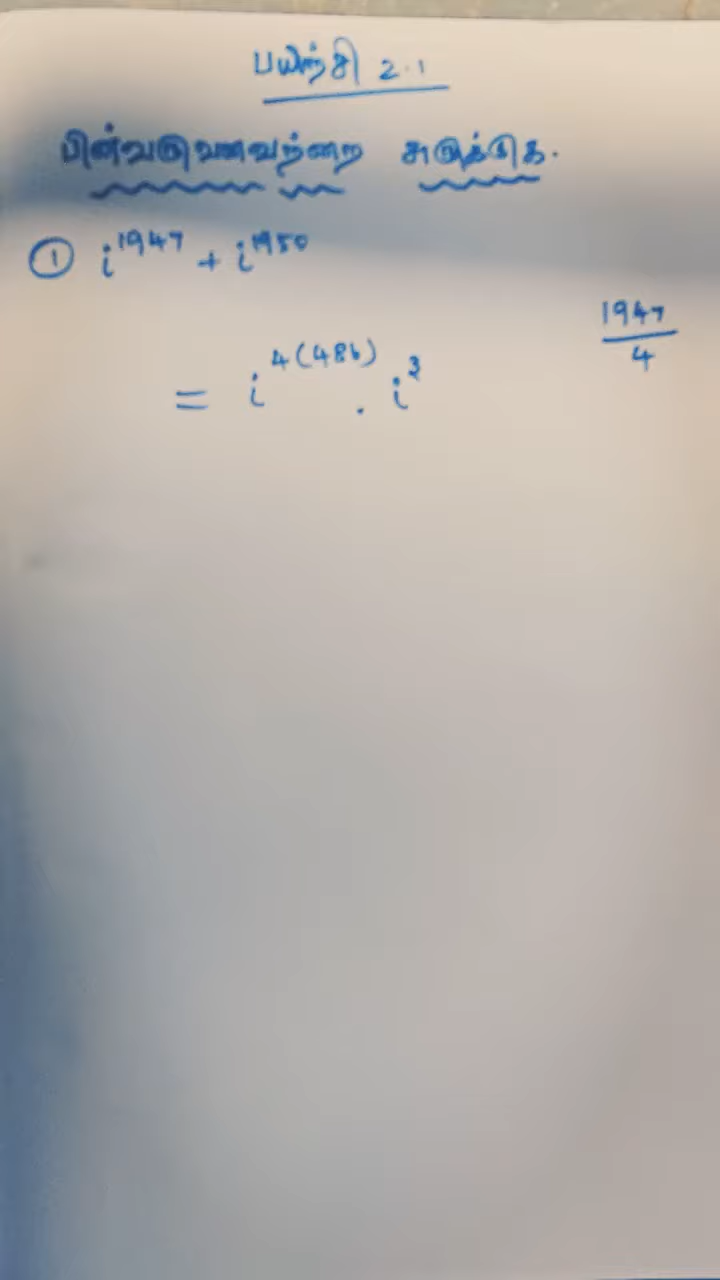 பயிற்சி 2.1
பின்வருவனவற்றை சுருக்குக.
① i^1947 + i^1950
1947/4
= i^4(486) . i^3